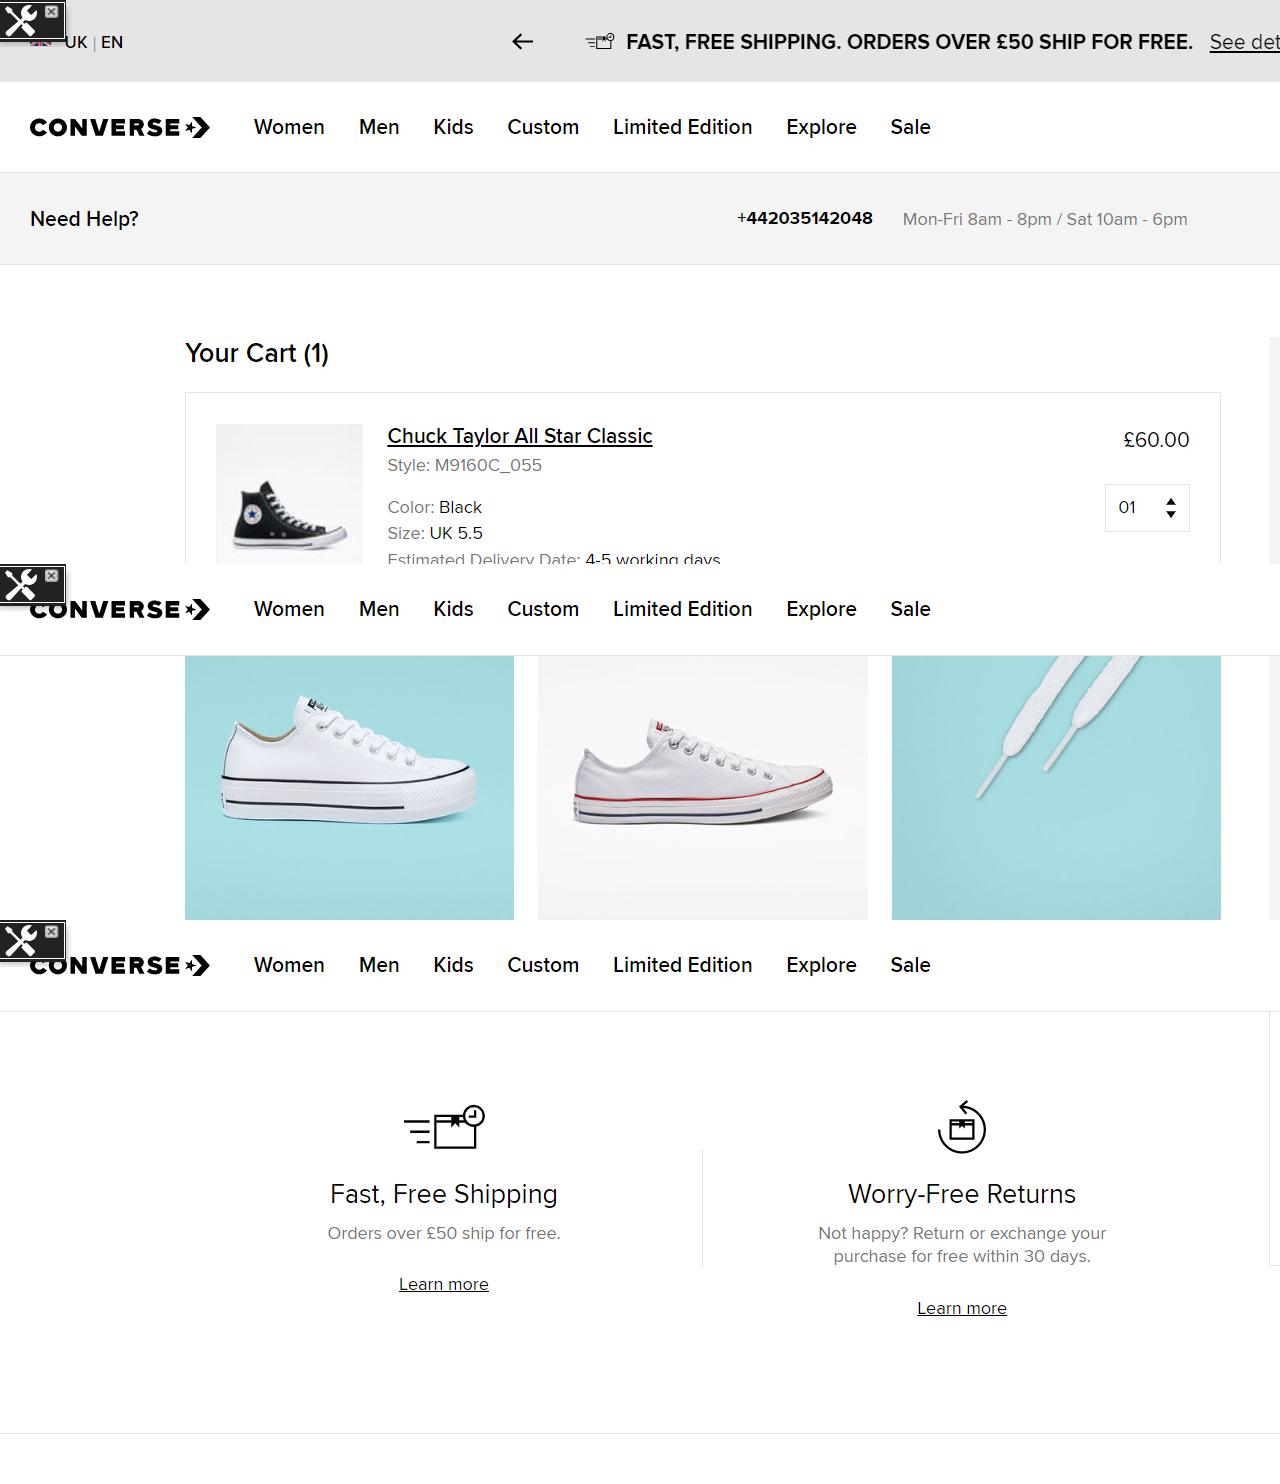 UK | EN
FAST, FREE SHIPPING. ORDERS OVER £50 SHIP FOR FREE. See det
CONVERSE Women Men Kids Custom Limited Edition Explore Sale
Need Help? +442035142048 Mon-Fri 8am - 8pm / Sat 10am - 6pm
Your Cart (1)
Chuck Taylor All Star Classic £60.00
Style: M9160C_055
Color: Black 01
Size: UK 5.5
Estimated Delivery Date: 4-5 working days
CONVERSE Women Men Kids Custom Limited Edition Explore Sale
CONVERSE Women Men Kids Custom Limited Edition Explore Sale
Fast, Free Shipping
Orders over £50 ship for free.
Learn more
Worry-Free Returns
Not happy? Return or exchange your
purchase for free within 30 days.
Learn more